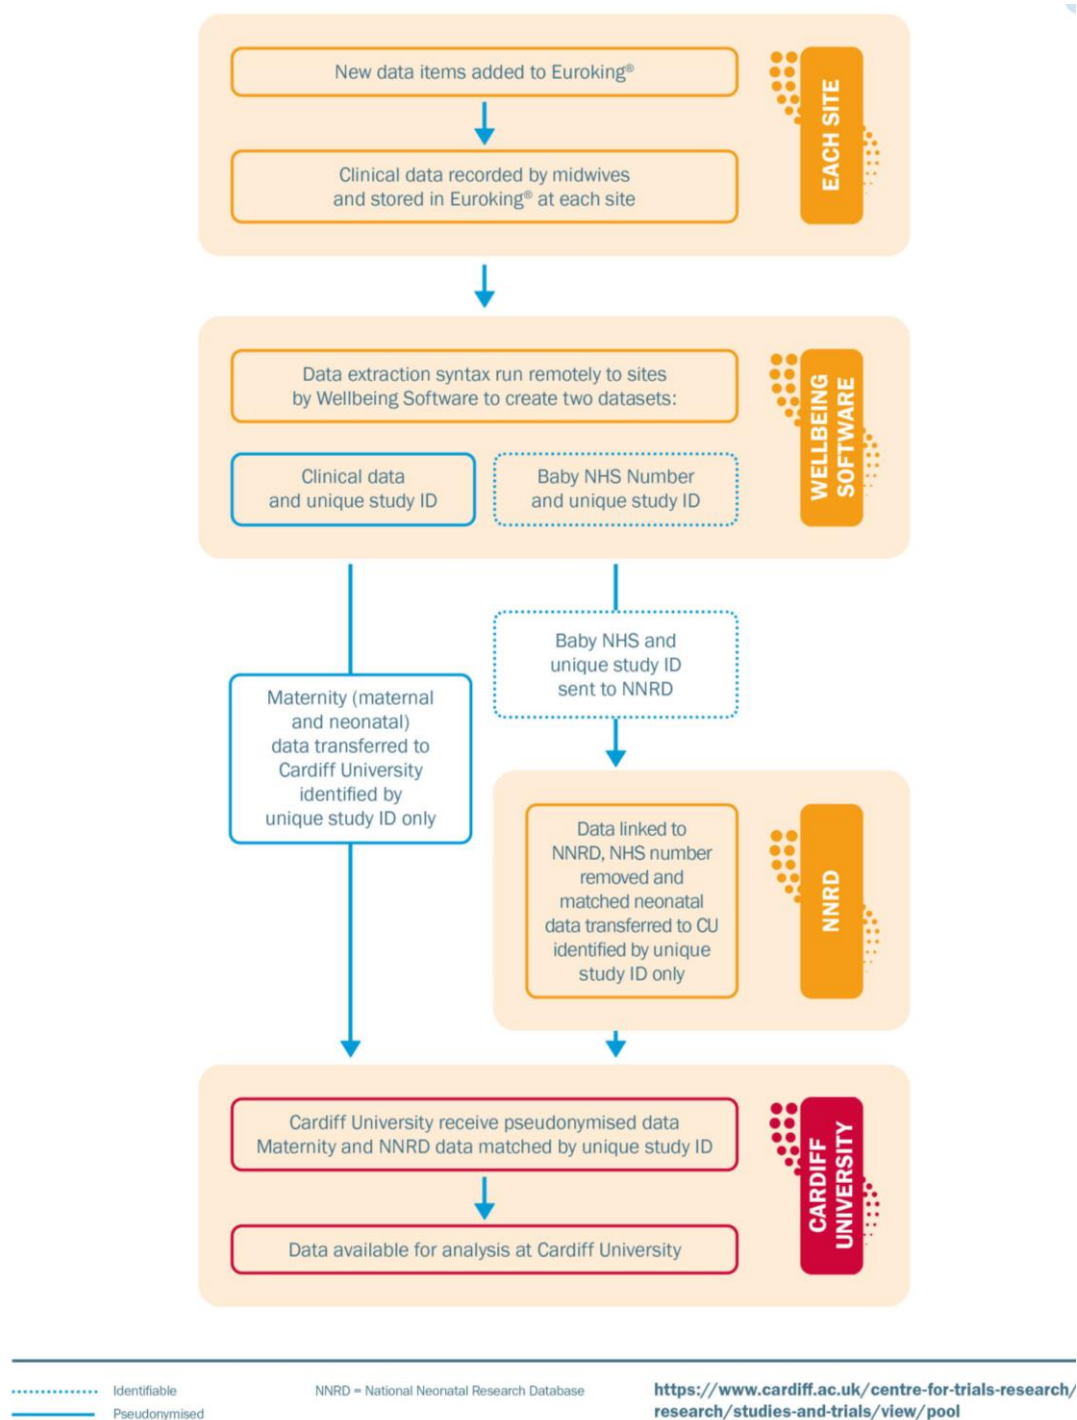 New data items added to Euroking®
EACH SITE
Clinical data recorded by midwives
and stored in Euroking® at each site
Data extraction syntax run remotely to sites
by Wellbeing Software to create two datasets:
WELLBEING
SOFTWARE
Clinical data
and unique study ID
Baby NHS Number
and unique study ID
Baby NHS and
unique study ID
sent to NNRD
Maternity (maternal
and neonatal)
data transferred to
Cardiff University
identified by
unique study ID only
Data linked to
NNRD, NHS number
removed and
matched neonatal
data transferred to CU
identified by unique
study ID only
NNRD
Cardiff University receive pseudonymised data
Maternity and NNRD data matched by unique study ID
CARDIFF
UNIVERSITY
Data available for analysis at Cardiff University
Identifiable
Pseudonymised
NNRD = National Neonatal Research Database
https://www.cardiff.ac.uk/centre-for-trials-research/
research/studies-and-trials/view/pool